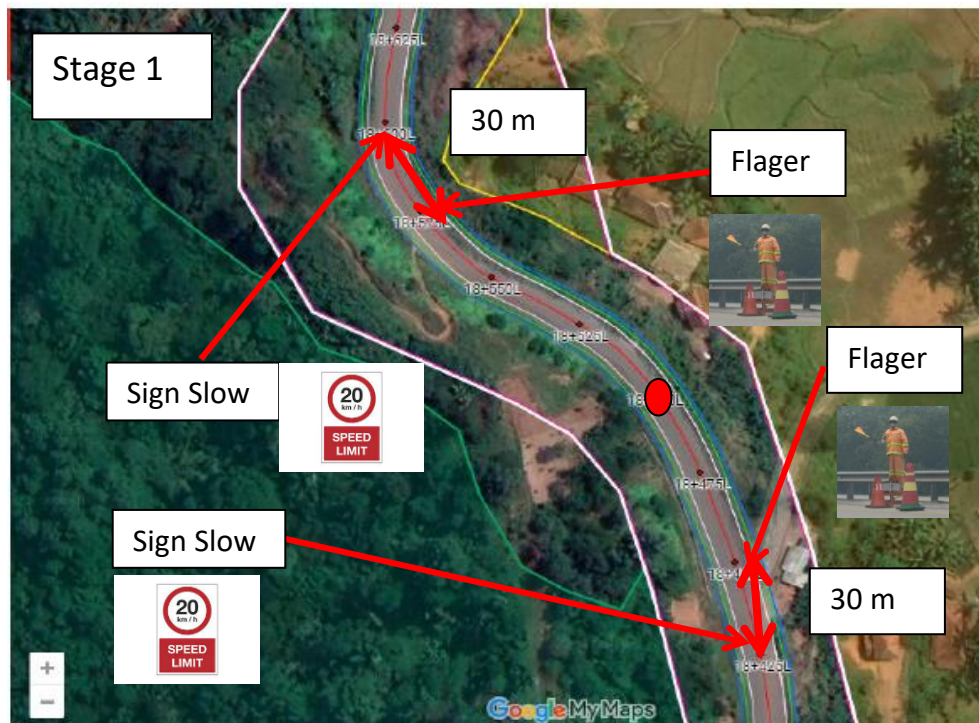 Stage 1
18+625L
30 m
Flager
18+550L
18+525L
Flager
Sign Slow
20
km / h
SPEED
LIMIT
18+475L
Sign Slow
20
km / h
SPEED
LIMIT
30 m
18+425L
+
−
Google My Maps